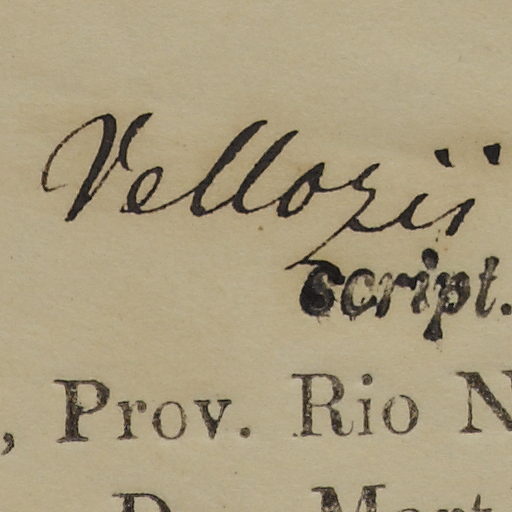 Vellozii
script.
, Prov. Rio N